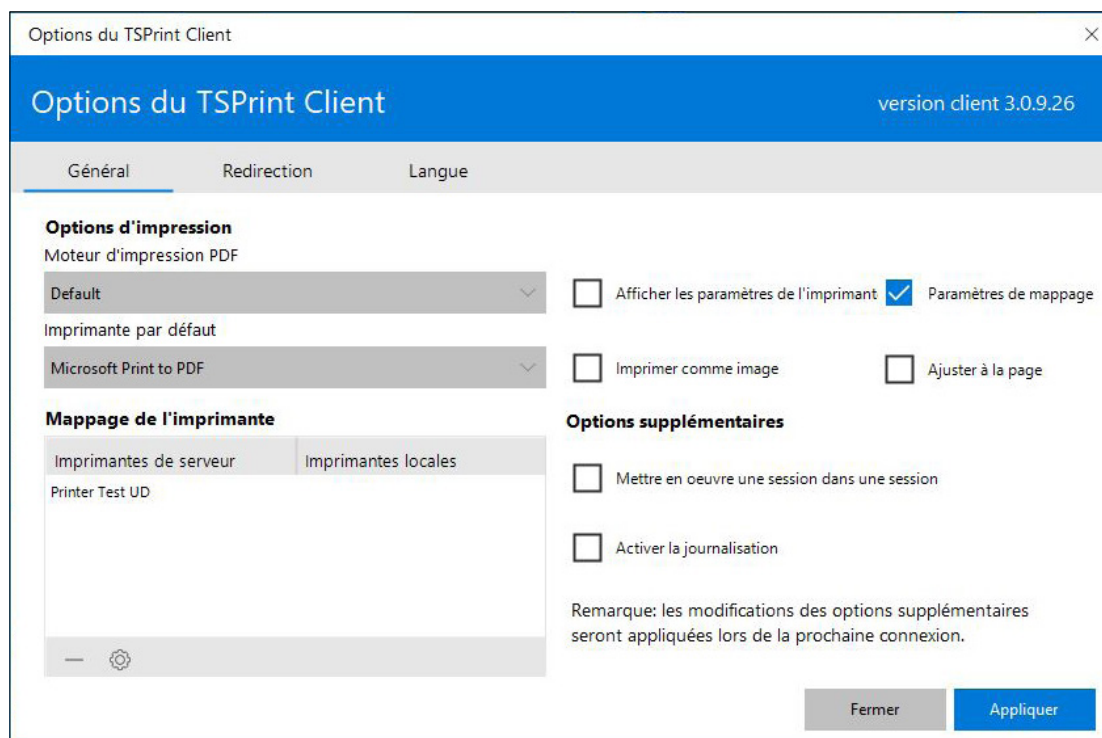 Options du TSPrint Client
Options du TSPrint Client
version client 3.0.9.26
Général
Redirection
Langue
Options d'impression
Moteur d'impression PDF
Default
Afficher les paramètres de l'imprimant
Paramètres de mappage
Imprimante par défaut
Microsoft Print to PDF
Imprimer comme image
Ajuster à la page
Mappage de l'imprimante
Options supplémentaires
Imprimantes de serveur
Imprimantes locales
Printer Test UD
Mettre en oeuvre une session dans une session
Activer la journalisation
Remarque: les modifications des options supplémentaires
seront appliquées lors de la prochaine connexion.
Fermer
Appliquer